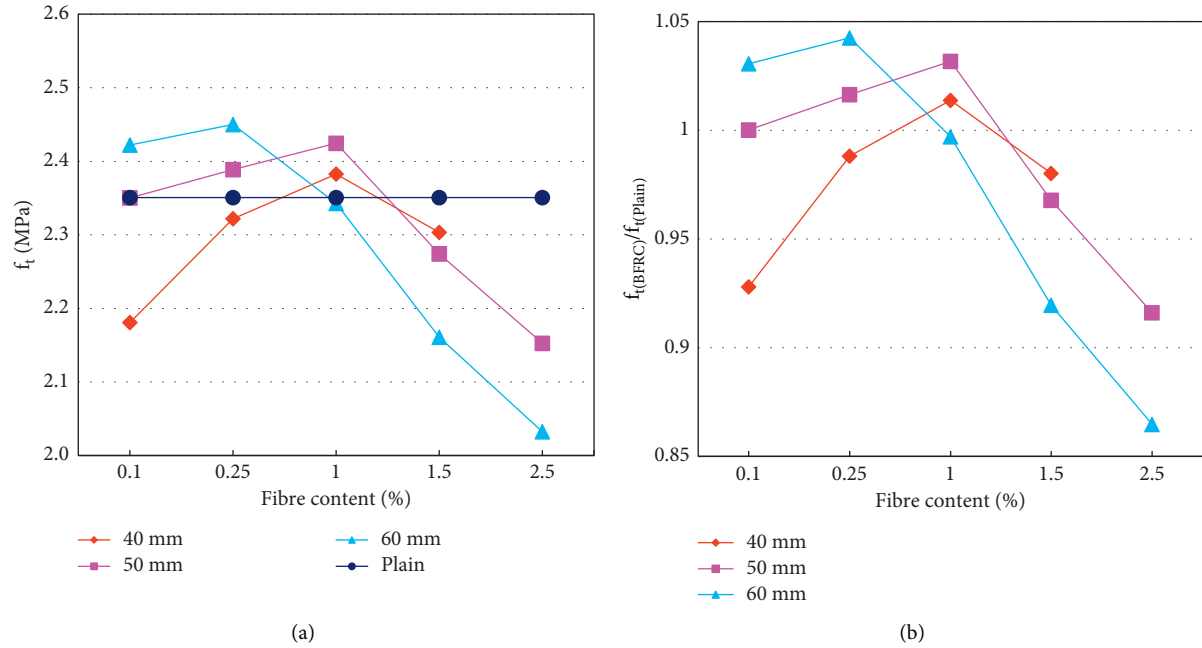 2.6
2.5
2.4
2.3
2.2
2.1
2.0
f_t (MPa)
0.1 0.25 1 1.5 2.5
Fibre content (%)
40 mm
50 mm
60 mm
Plain
(a)
1.05
1
0.95
0.9
0.85
f_t(BFRC)/f_t(Plain)
0.1 0.25 1 1.5 2.5
Fibre content (%)
40 mm
50 mm
60 mm
(b)